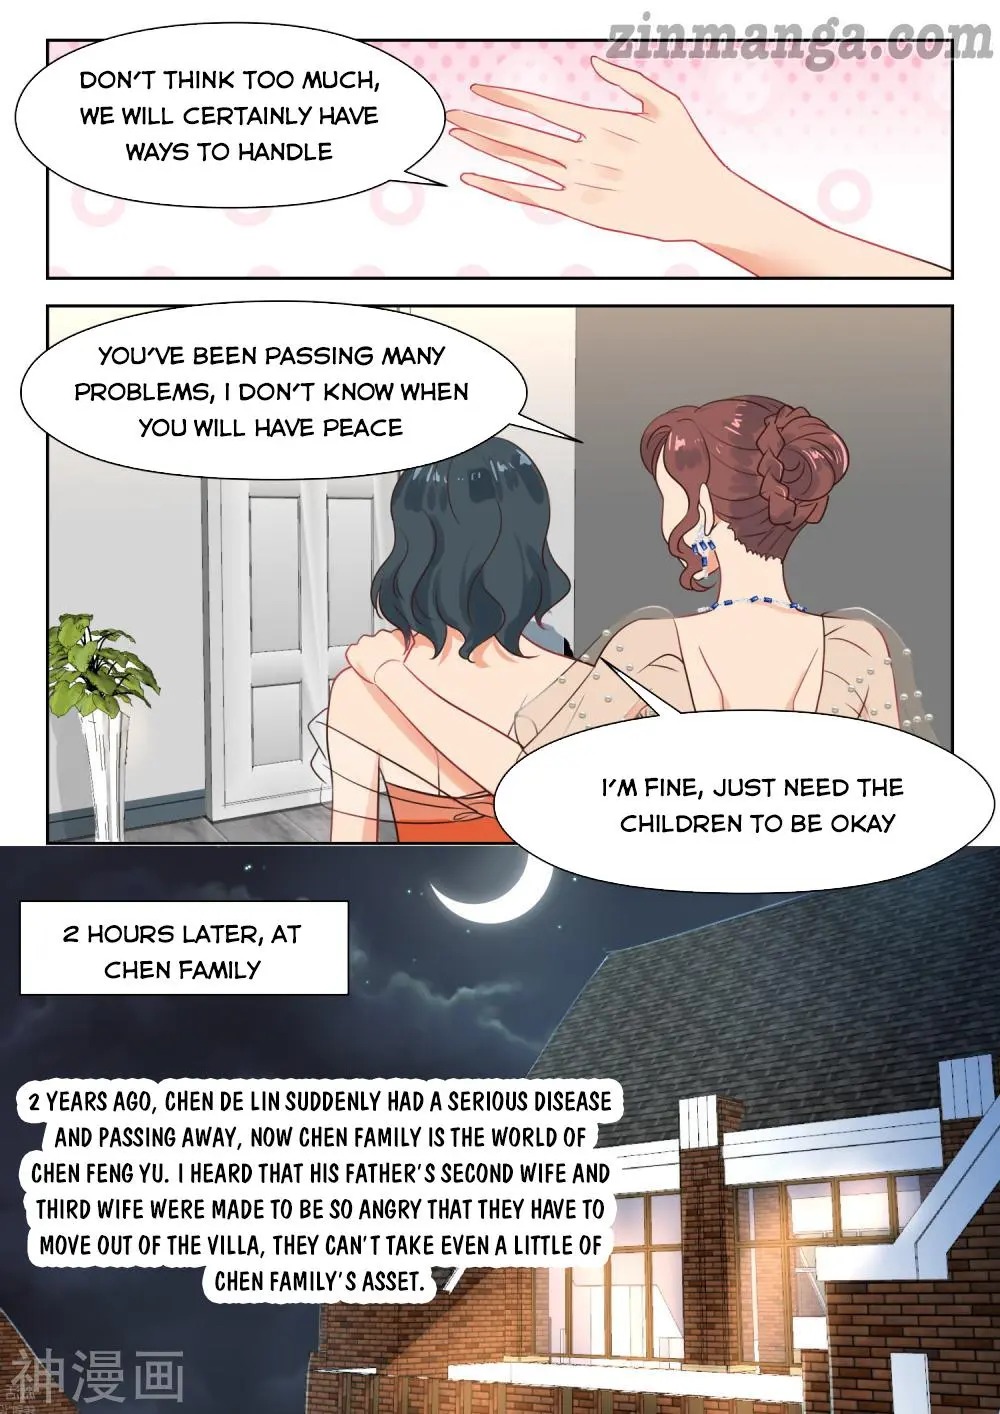 zinmanga.com
DON'T THINK TOO MUCH,
WE WILL CERTAINLY HAVE
WAYS TO HANDLE
YOU'VE BEEN PASSING MANY
PROBLEMS, I DON'T KNOW WHEN
YOU WILL HAVE PEACE
I'M FINE, JUST NEED THE
CHILDREN TO BE OKAY
2 HOURS LATER, AT
CHEN FAMILY
2 YEARS AGO, CHEN DE LIN SUDDENLY HAD A SERIOUS DISEASE
AND PASSING AWAY, NOW CHEN FAMILY IS THE WORLD OF
CHEN FENG YU. I HEARD THAT HIS FATHER'S SECOND WIFE AND
THIRD WIFE WERE MADE TO BE SO ANGRY THAT THEY HAVE TO
MOVE OUT OF THE VILLA, THEY CAN'T TAKE EVEN A LITTLE OF
CHEN FAMILY'S ASSET.
神漫画